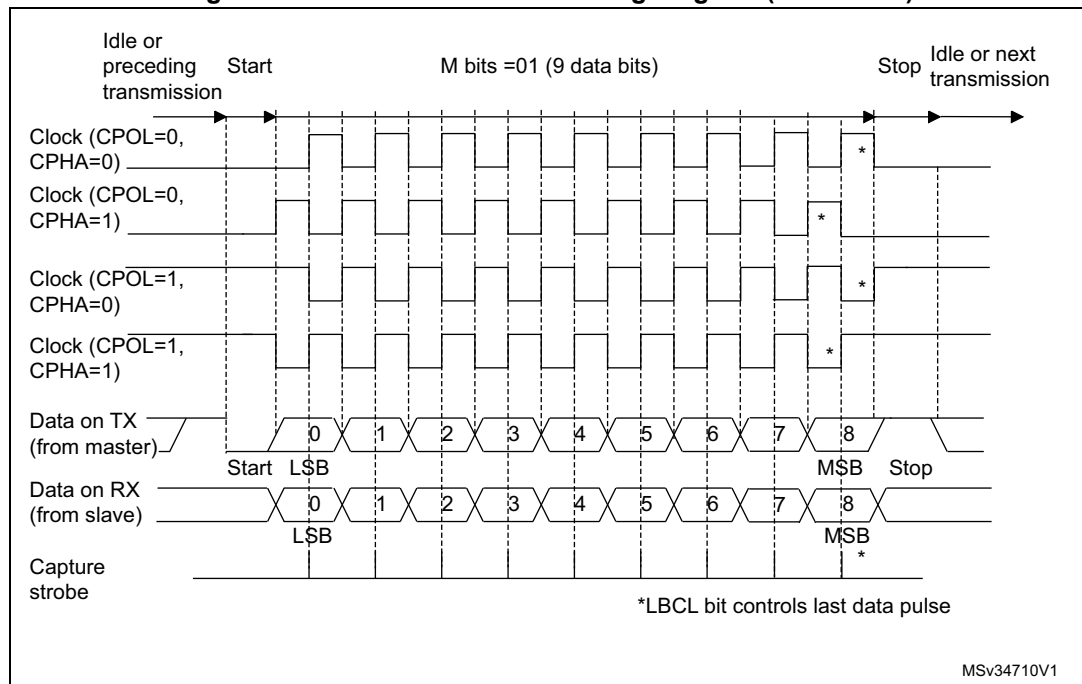 Idle or
preceding
transmission
Start
M bits =01 (9 data bits)
Stop
Idle or next
transmission
Clock (CPOL=0,
CPHA=0)
*
Clock (CPOL=0,
CPHA=1)
*
Clock (CPOL=1,
CPHA=0)
*
Clock (CPOL=1,
CPHA=1)
*
Data on TX
(from master)
0 1 2 3 4 5 6 7 8
Start LSB MSB Stop
Data on RX
(from slave)
0 1 2 3 4 5 6 7 8
LSB MSB
Capture
strobe
*
*LBCL bit controls last data pulse
MSv34710V1